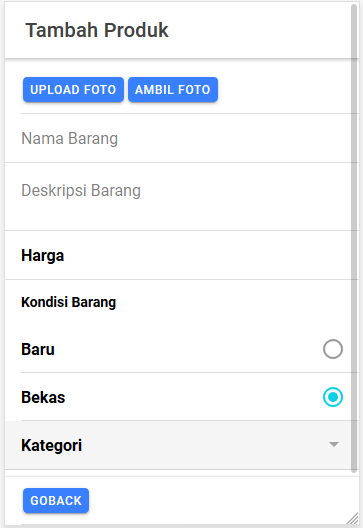 Tambah Produk
UPLOAD FOTO AMBIL FOTO
Nama Barang
Deskripsi Barang
Harga
Kondisi Barang
Baru
Bekas
Kategori
GOBACK